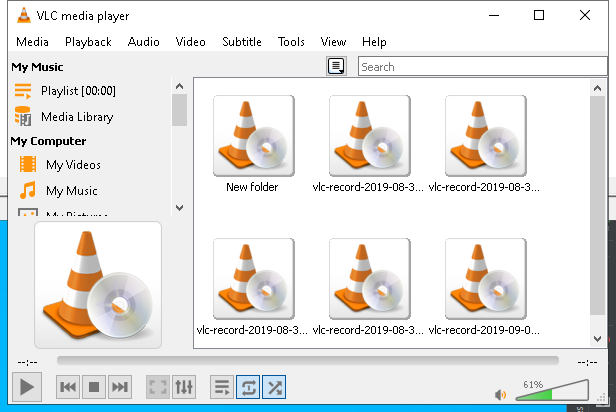 VLC media player
Media Playback Audio Video Subtitle Tools View Help
My Music
Search
Playlist [00:00]
Media Library
My Computer
My Videos
My Music
My Pictures
New folder
vlc-record-2019-08-3...
vlc-record-2019-08-3...
vlc-record-2019-08-3...
vlc-record-2019-08-3...
vlc-record-2019-09-0...
--:--
--:--
61%